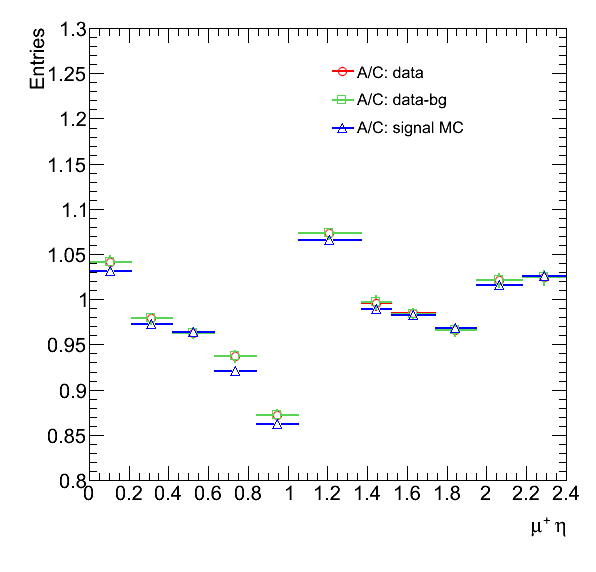 Entries
1.3
1.25
1.2
1.15
1.1
1.05
1
0.95
0.9
0.85
0.8
A/C: data
A/C: data-bg
A/C: signal MC
0 0.2 0.4 0.6 0.8 1 1.2 1.4 1.6 1.8 2 2.2 2.4
μ⁺ η